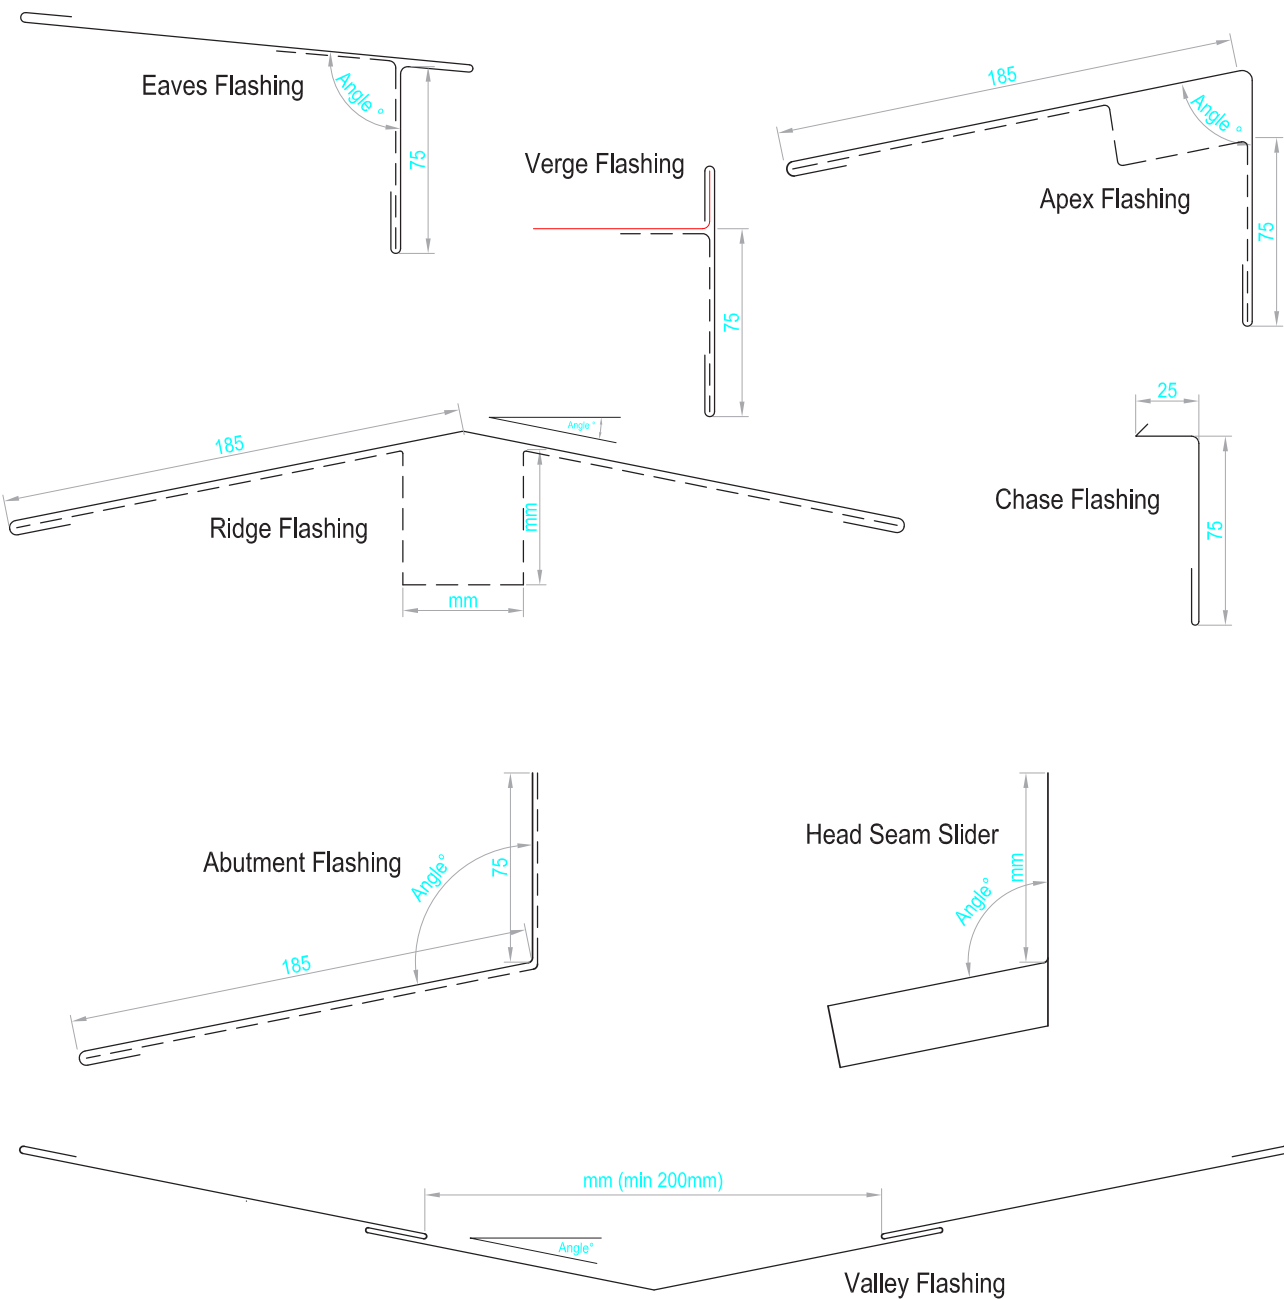 Eaves Flashing
Angle °
75
Verge Flashing
75
185
Angle °
Apex Flashing
75
185
Angle °
Ridge Flashing
mm
mm
25
Chase Flashing
75
Abutment Flashing
Angle°
75
185
Head Seam Slider
mm
Angle°
mm (min 200mm)
Angle°
Valley Flashing